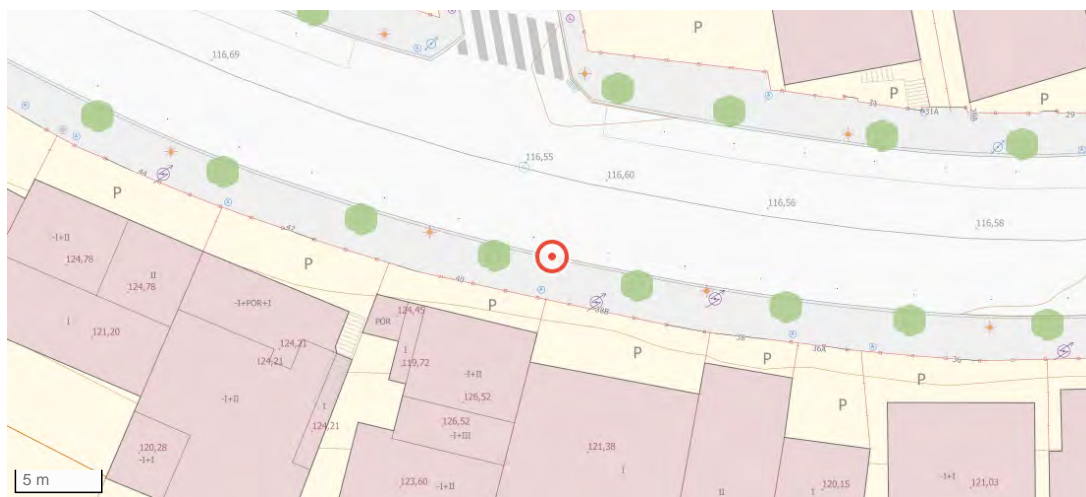 P
116,69
P
P
31
631A
29
116,55
116,60
116,56
116,58
44
P
42
P
40
P
38B
38
P
36A
P
36
P
P
-I+II
124,78
II
124,78
I
121,20
-I+POR+I
124,21
124,21
-I+II
I
124,21
120,28
-I+I
POR
124,45
I
119,72
-I+II
126,52
126,52
-I+III
123,60
-I+II
121,38
I
II
120,15
I
-I+I
121,03
5 m